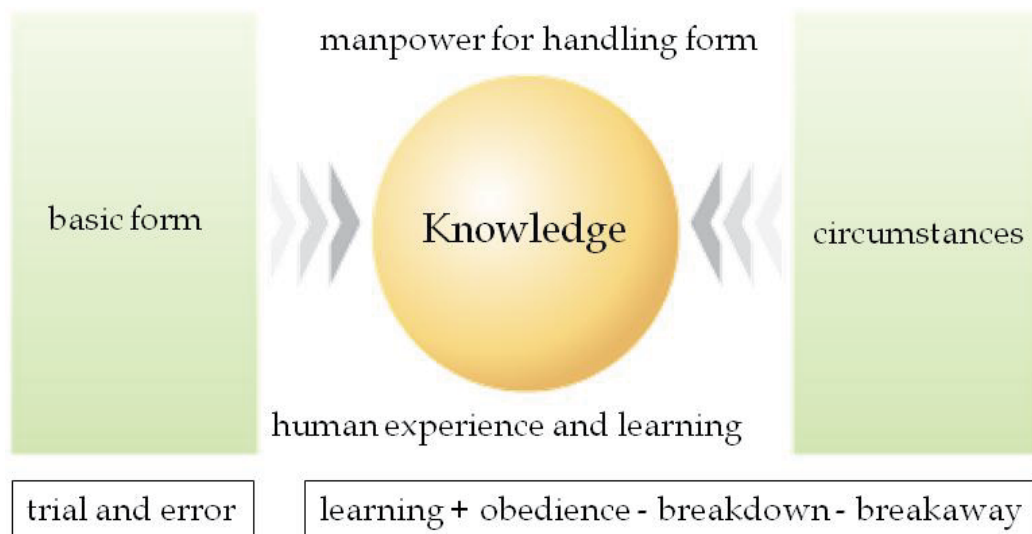 manpower for handling form
basic form
Knowledge
circumstances
human experience and learning
trial and error
learning + obedience - breakdown - breakaway